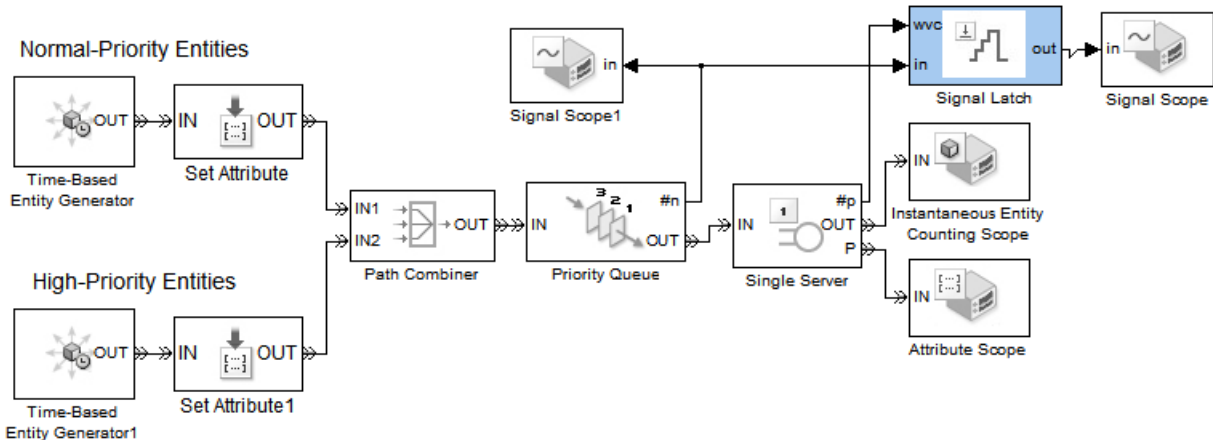 Normal-Priority Entities
OUT
Time-Based
Entity Generator
IN
OUT
[...]
Set Attribute
High-Priority Entities
OUT
Time-Based
Entity Generator1
IN
OUT
[...]
Set Attribute1
IN1
IN2
OUT
Path Combiner
in
Signal Scope1
IN
3
2
1
#n
OUT
Priority Queue
IN
1
#p
OUT
P
Single Server
wvc
in
out
Signal Latch
in
Signal Scope
IN
Instantaneous Entity
Counting Scope
IN
[...]
Attribute Scope